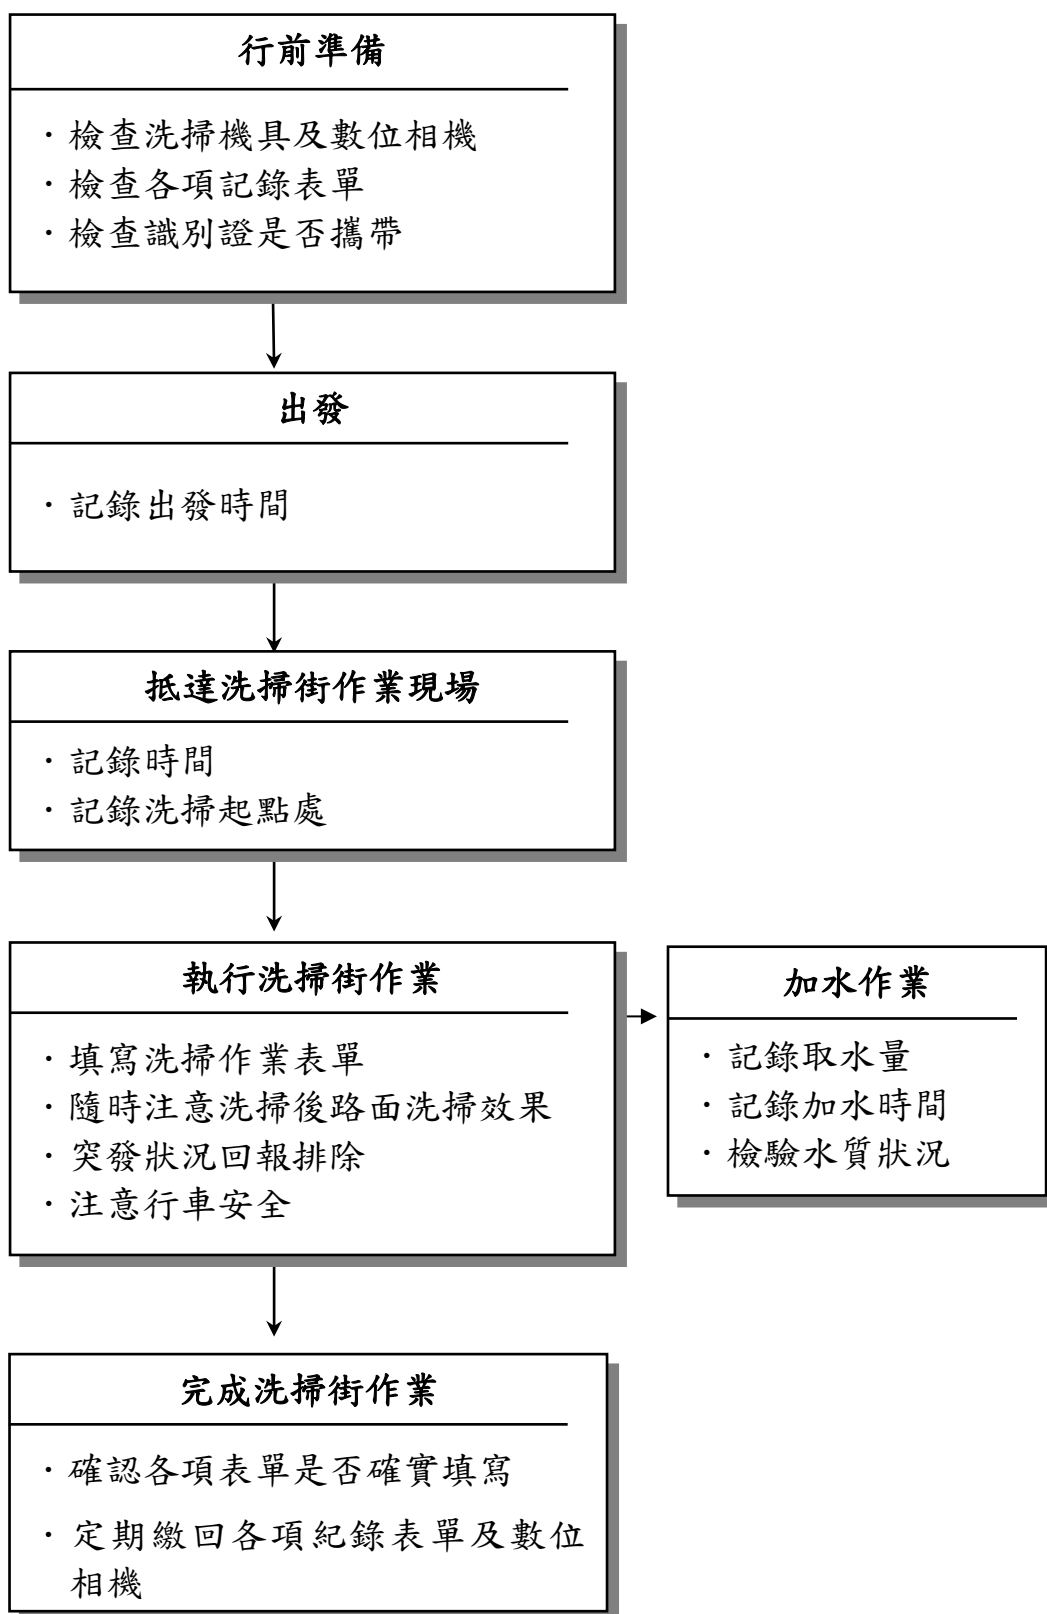 行前準備
·檢查洗掃機具及數位相機
·檢查各項記錄表單
·檢查識別證是否攜帶
出發
·記錄出發時間
抵達洗掃街作業現場
·記錄時間
·記錄洗掃起點處
執行洗掃街作業
·填寫洗掃作業表單
·隨時注意洗掃後路面洗掃效果
·突發狀況回報排除
·注意行車安全
加水作業
·記錄取水量
·記錄加水時間
·檢驗水質狀況
完成洗掃街作業
·確認各項表單是否確實填寫
·定期繳回各項紀錄表單及數位
相機